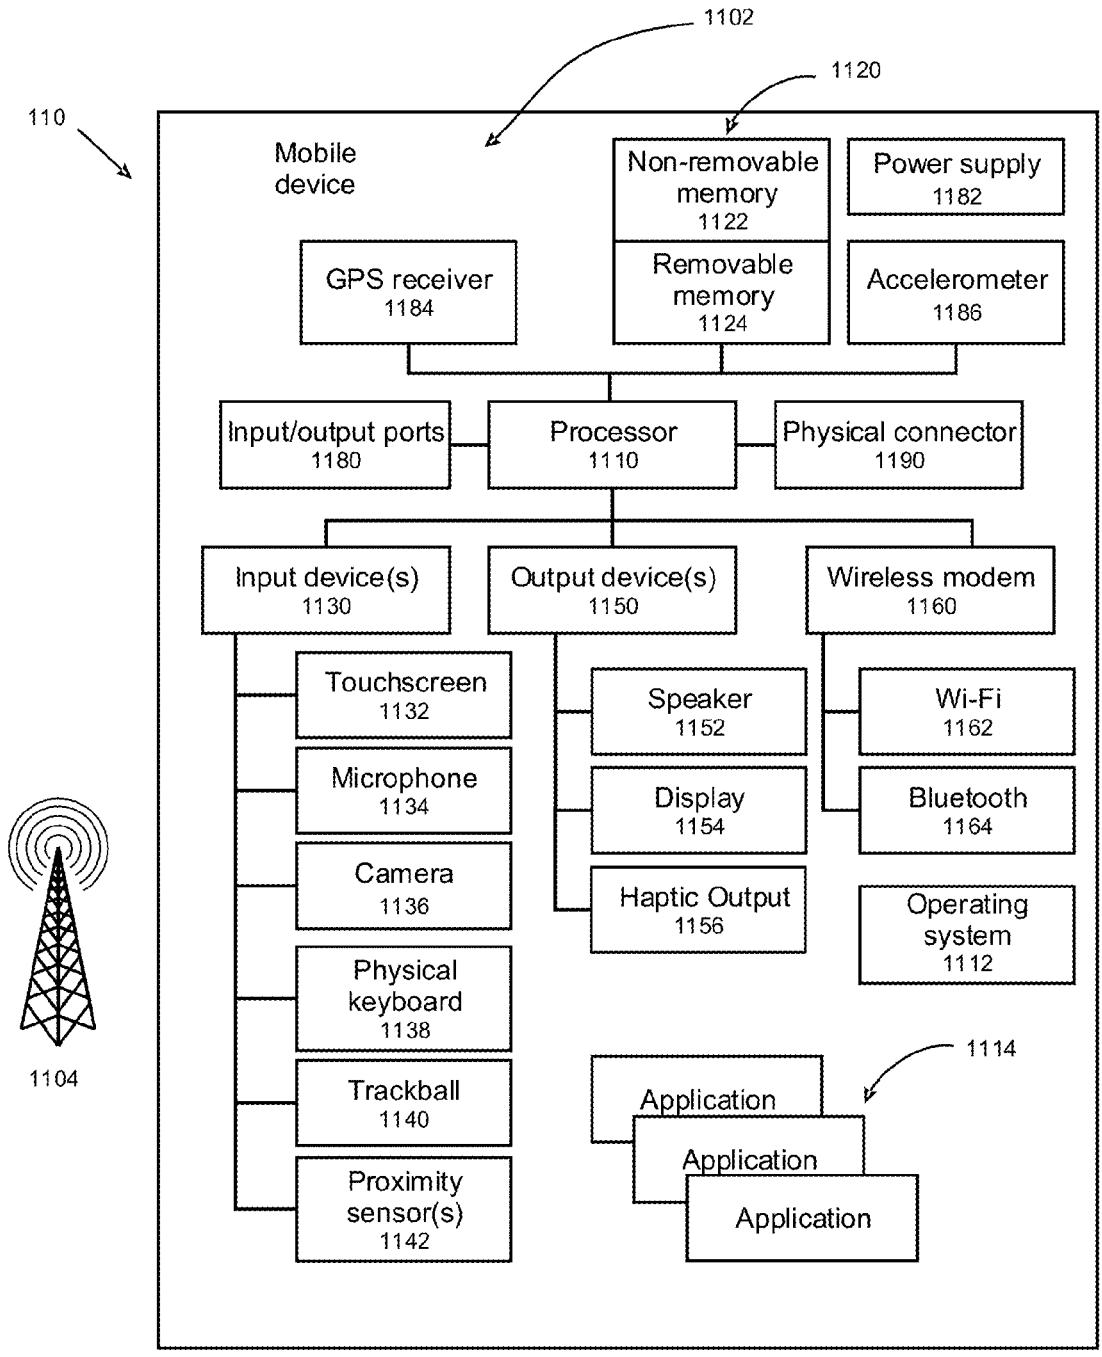 1102
1120
110
Mobile
device
Non-removable
memory
1122
Power supply
1182
GPS receiver
1184
Removable
memory
1124
Accelerometer
1186
Input/output ports
1180
Processor
1110
Physical connector
1190
Input device(s)
1130
Output device(s)
1150
Wireless modem
1160
Touchscreen
1132
Microphone
1134
Camera
1136
Physical
keyboard
1138
Trackball
1140
Proximity
sensor(s)
1142
Speaker
1152
Display
1154
Haptic Output
1156
Wi-Fi
1162
Bluetooth
1164
Operating
system
1112
1104
1114
Application
Application
Application